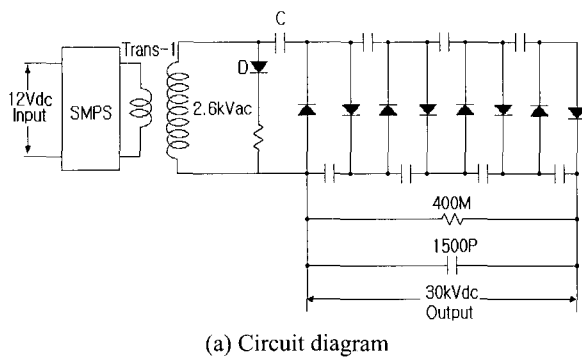 C
Trans-1
D
12Vdc
Input
SMPS
2.6kVac
400M
1500P
30kVdc
Output
(a) Circuit diagram